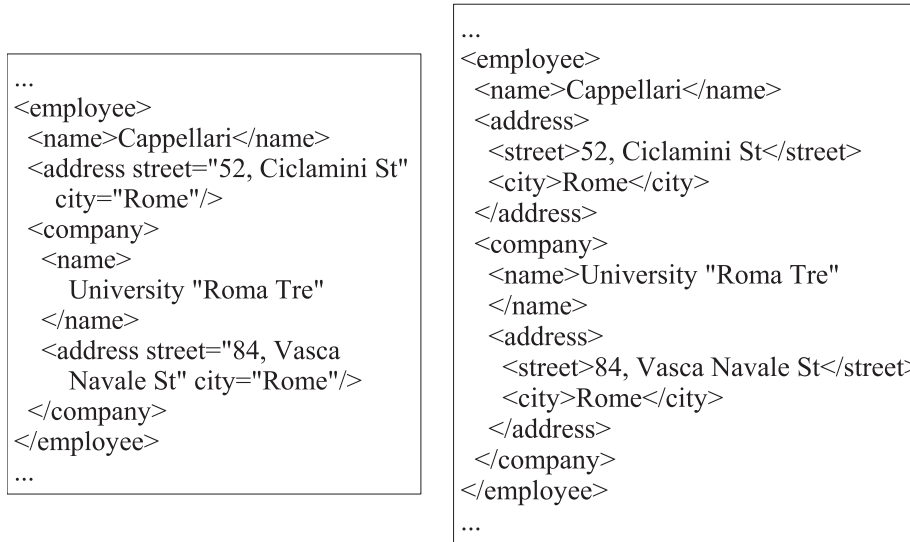 ...
<employee>
<name>Cappellari</name>
<address street="52, Ciclamini St"
city="Rome"/>
<company>
<name>
University "Roma Tre"
</name>
<address street="84, Vasca
Navale St" city="Rome"/>
</company>
</employee>
...
...
<employee>
<name>Cappellari</name>
<address>
<street>52, Ciclamini St</street>
<city>Rome</city>
</address>
<company>
<name>University "Roma Tre"
</name>
<address>
<street>84, Vasca Navale St</street>
<city>Rome</city>
</address>
</company>
</employee>
...